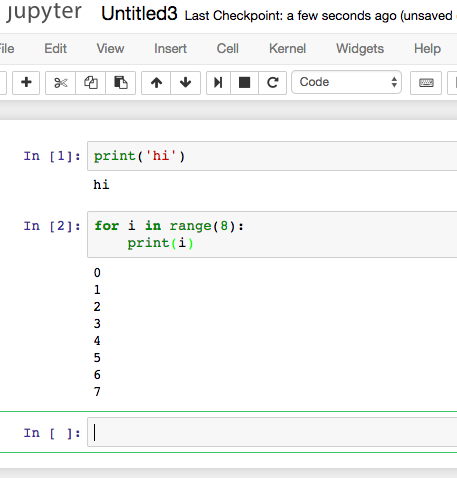 jupyter Untitled3 Last Checkpoint: a few seconds ago (unsaved
File Edit View Insert Cell Kernel Widgets Help
Code
In [1]: print('hi')
hi
In [2]: for i in range(8):
print(i)
0
1
2
3
4
5
6
7
In [ ]: